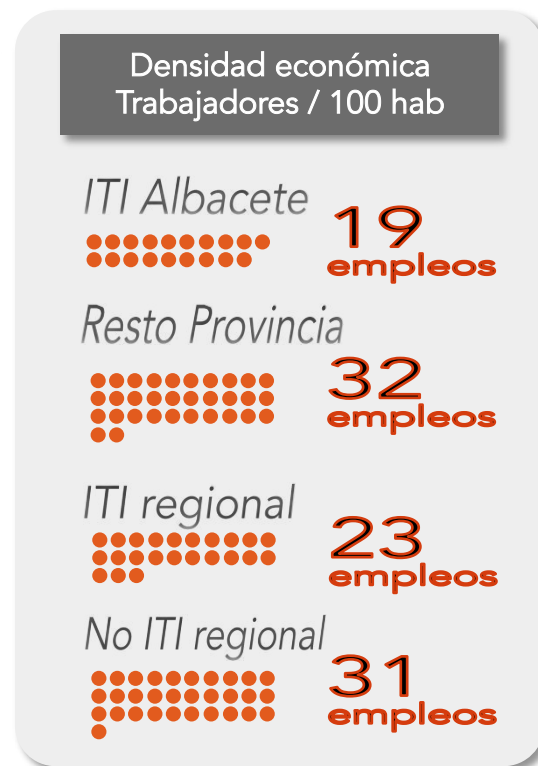 Densidad económica
Trabajadores / 100 hab
ITI Albacete
19
empleos
Resto Provincia
32
empleos
ITI regional
23
empleos
No ITI regional
31
empleos